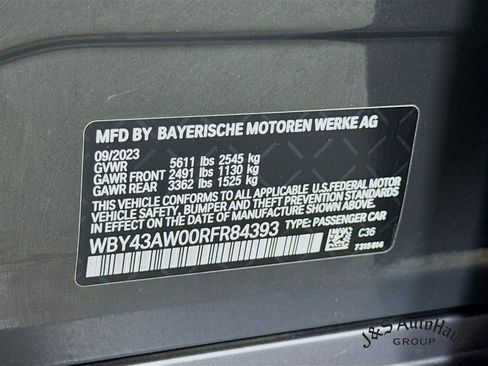 MFD BY BAYERISCHE MOTOREN WERKE AG
09/2023
GVWR 5611 lbs 2545 kg
GAWR FRONT 2491 lbs 1130 kg
GAWR REAR 3362 lbs 1525 kg
THIS VEHICLE CONFORMS TO ALL APPLICABLE U.S.FEDERAL MOTOR
VEHICLE SAFETY, BUMPER, AND THEFT PREVENTION STANDARDS
IN EFFECT ON THE DATE OF MANUFACTURE SHOWN ABOVE.
WBY43AW00RFR84393 TYPE: PASSENGER CAR
C36
7315814
J&S AutoHaus
GROUP